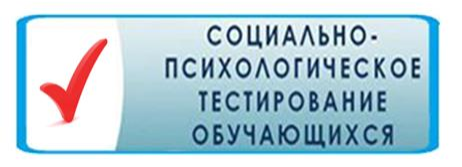 СОЦИАЛЬНО-
ПСИХОЛОГИЧЕСКОЕ
ТЕСТИРОВАНИЕ
ОБУЧАЮЩИХСЯ